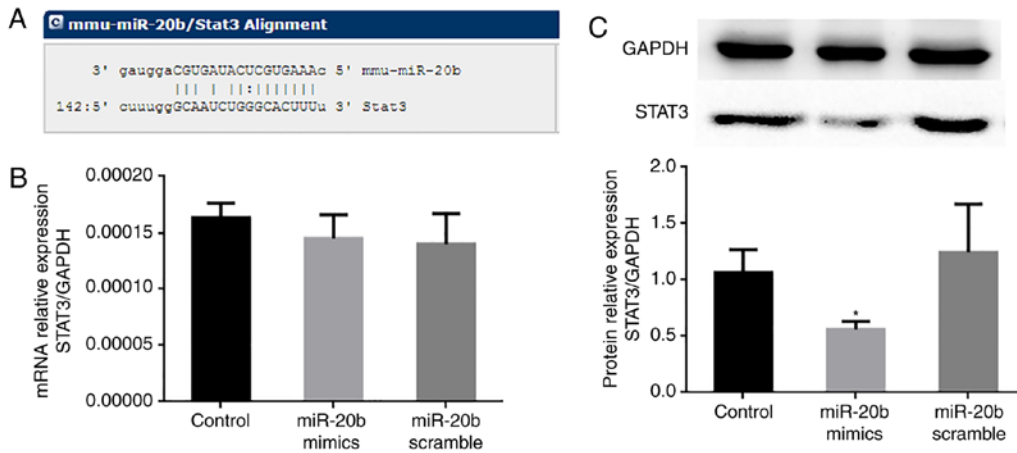 A
mmu-miR-20b/Stat3 Alignment
3' gauggaCGUGAUACUCGUGAAAc 5' mmu-miR-20b
||| | ||:|||||||
142:5' cuuuggGCAAUCUGGGCACUUUu 3' Stat3
B
mRNA relative expression
STAT3/GAPDH
0.00020
0.00015
0.00010
0.00005
0.00000
Control
miR-20b
mimics
miR-20b
scramble
C
GAPDH
STAT3
Protein relative expression
STAT3/GAPDH
2.0
1.5
1.0
0.5
0.0
*
Control
miR-20b
mimics
miR-20b
scramble